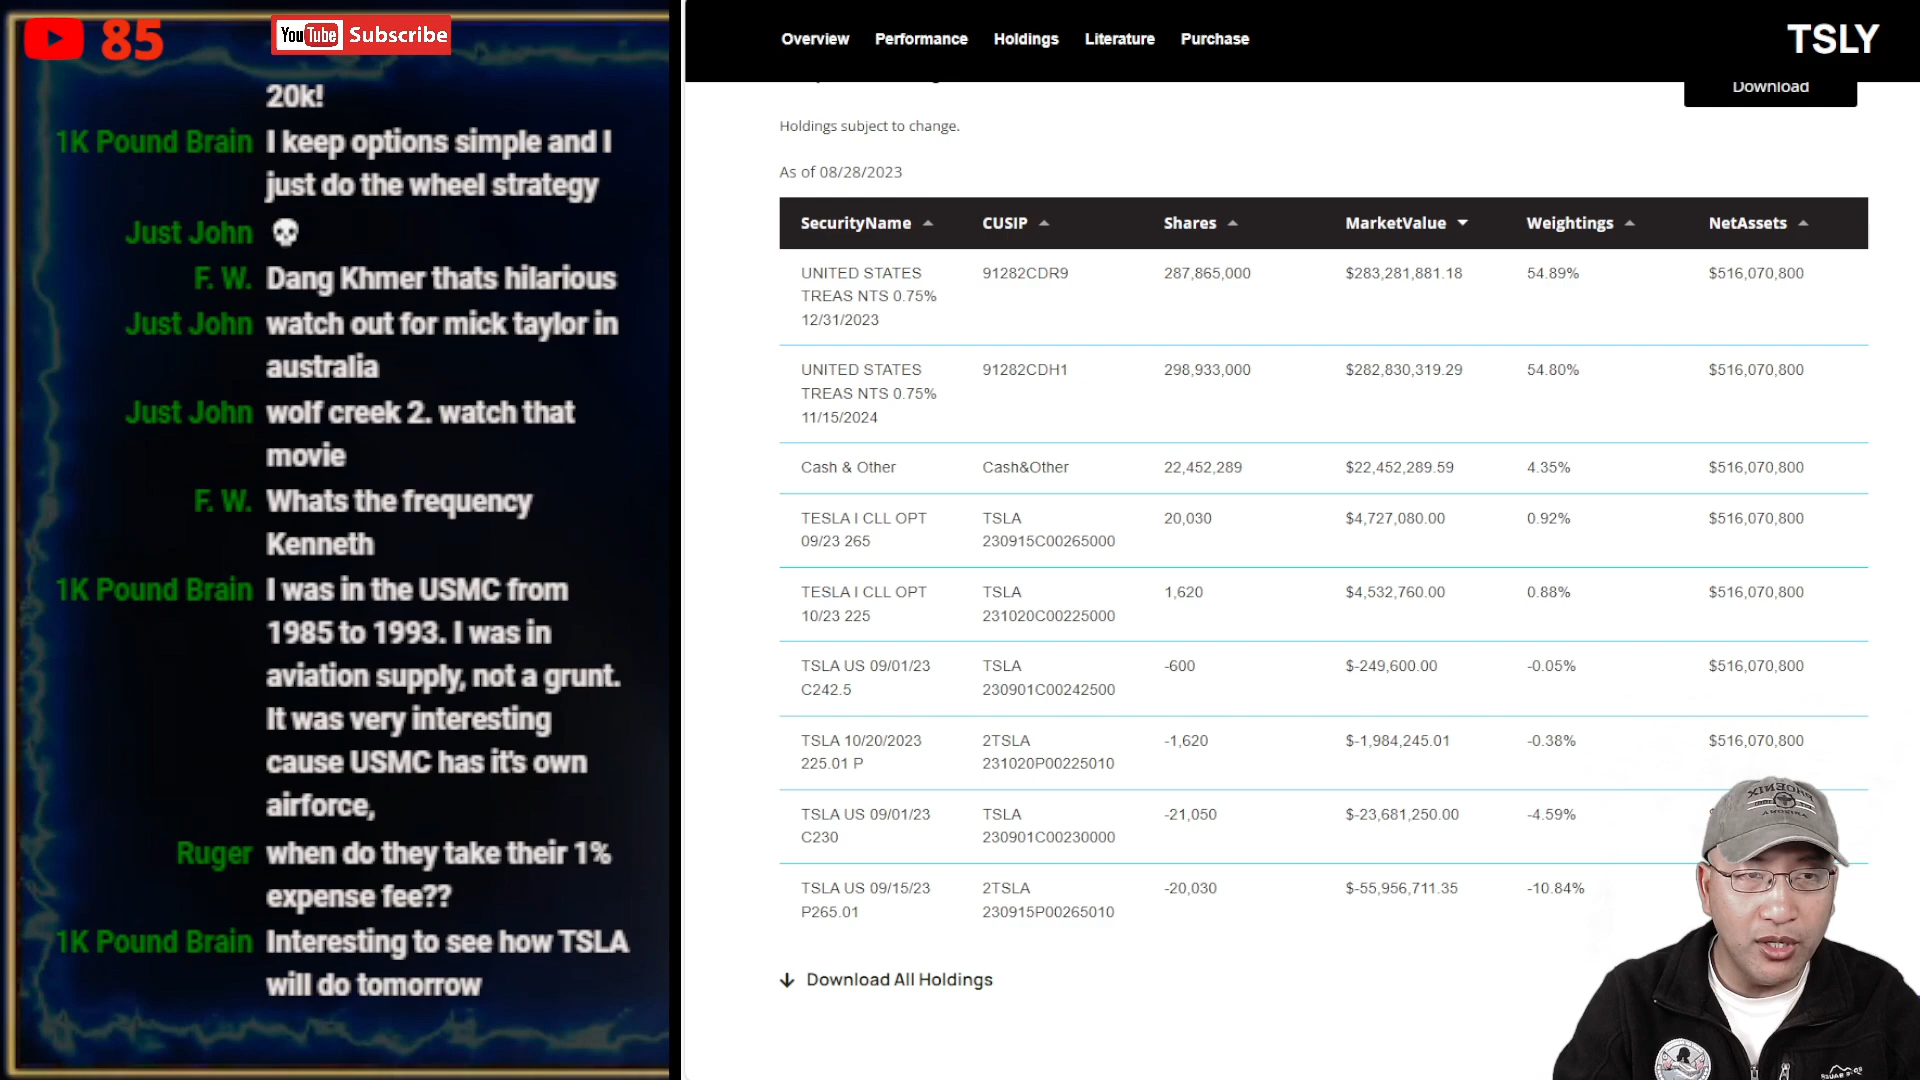 85
YouTube Subscribe
20k!
1K Pound Brain I keep options simple and I
just do the wheel strategy
Just John 💀
F. W. Dang Khmer thats hilarious
Just John watch out for mick taylor in
australia
Just John wolf creek 2. watch that
movie
F. W. Whats the frequency
Kenneth
1K Pound Brain I was in the USMC from
1985 to 1993. I was in
aviation supply, not a grunt.
It was very interesting
cause USMC has it's own
airforce,
Ruger when do they take their 1%
expense fee??
1K Pound Brain Interesting to see how TSLA
will do tomorrow
Overview Performance Holdings Literature Purchase TSLY
Download
Holdings subject to change.
As of 08/28/2023
SecurityName CUSIP Shares MarketValue Weightings NetAssets
UNITED STATES 91282CDR9 287,865,000 $283,281,881.18 54.89% $516,070,800
TREAS NTS 0.75%
12/31/2023
UNITED STATES 91282CDH1 298,933,000 $282,830,319.29 54.80% $516,070,800
TREAS NTS 0.75%
11/15/2024
Cash & Other Cash&Other 22,452,289 $22,452,289.59 4.35% $516,070,800
TESLA I CLL OPT TSLA 20,030 $4,727,080.00 0.92% $516,070,800
09/23 265 230915C00265000
TESLA I CLL OPT TSLA 1,620 $4,532,760.00 0.88% $516,070,800
10/23 225 231020C00225000
TSLA US 09/01/23 TSLA -600 $-249,600.00 -0.05% $516,070,800
C242.5 230901C00242500
TSLA 10/20/2023 2TSLA -1,620 $-1,984,245.01 -0.38% $516,070,800
225.01 P 231020P00225010
TSLA US 09/01/23 TSLA -21,050 $-23,681,250.00 -4.59%
C230 230901C00230000
TSLA US 09/15/23 2TSLA -20,030 $-55,956,711.35 -10.84%
P265.01 230915P00265010
Download All Holdings
PHOENIX
ARIZONA